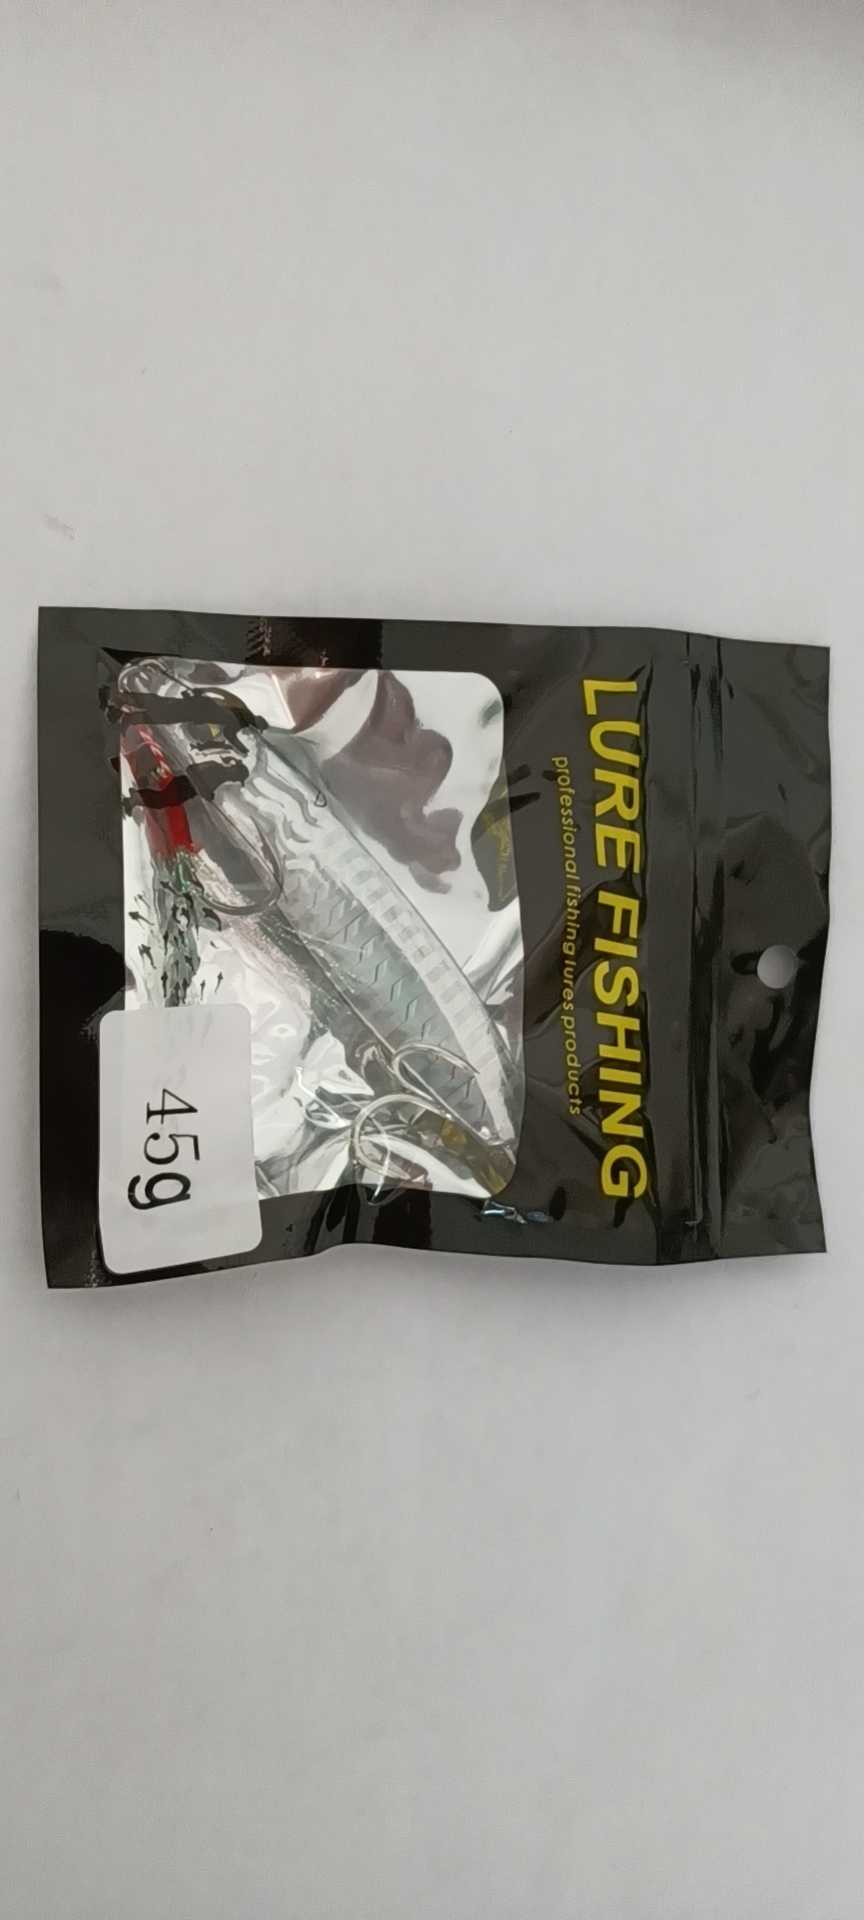 LURE FISHING
professional fishing lures products
45g